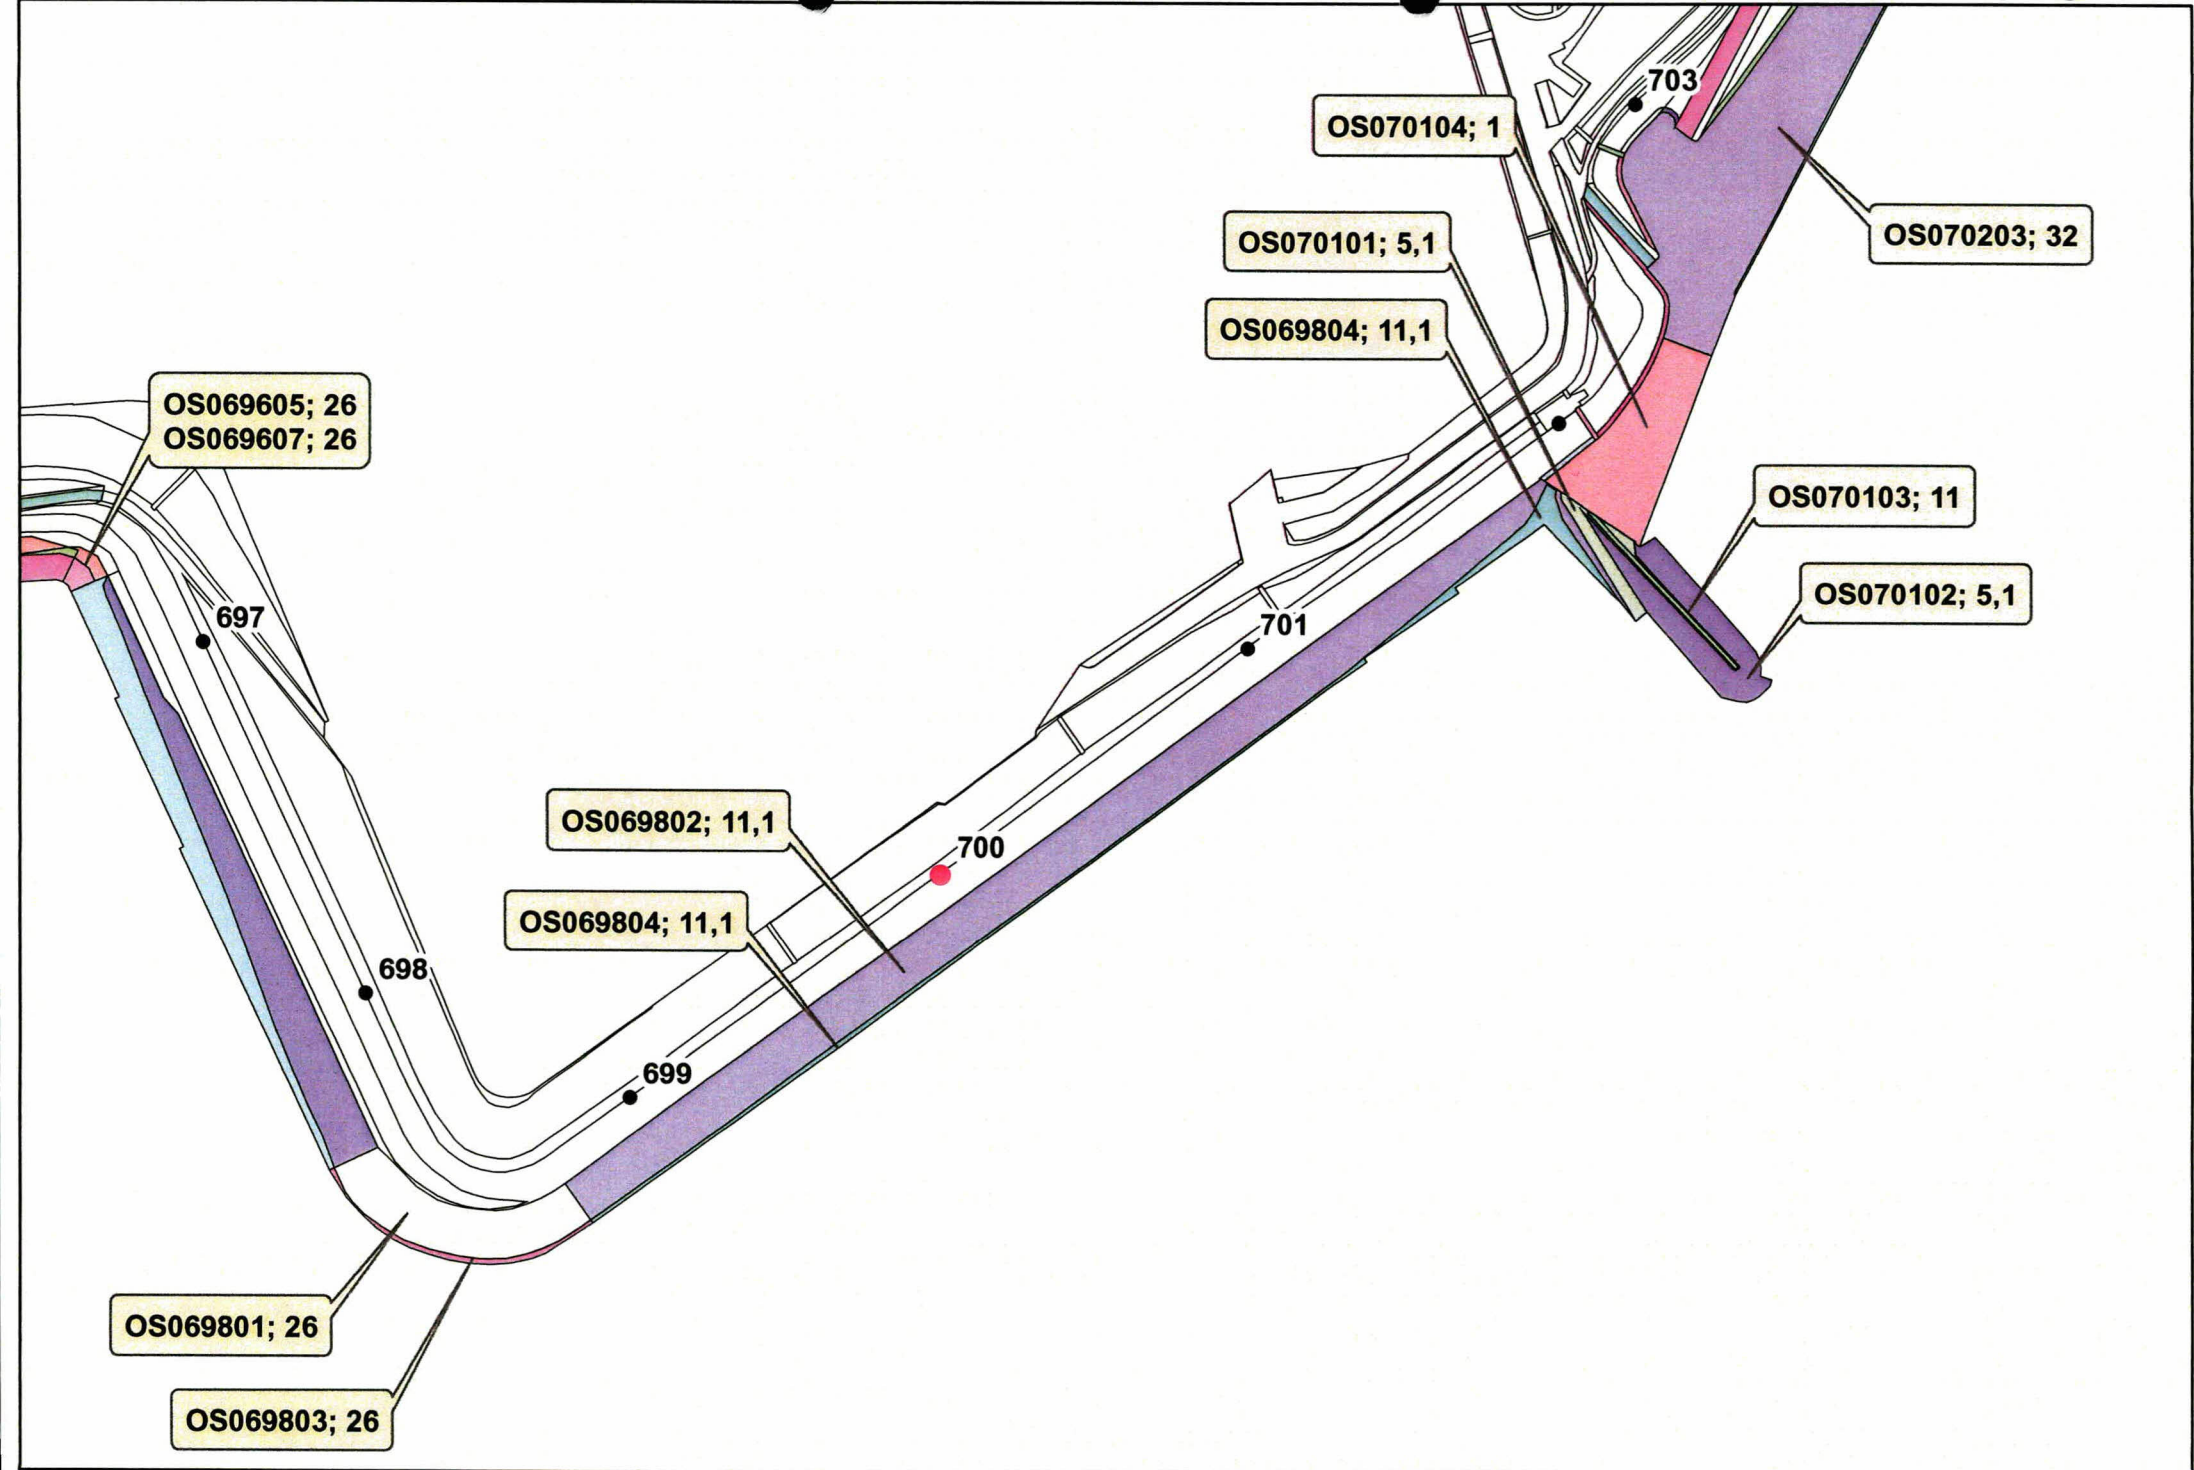 703
OS070104; 1
OS070101; 5,1
OS070203; 32
OS069804; 11,1
OS069605; 26
OS069607; 26
OS070103; 11
OS070102; 5,1
697
701
OS069802; 11,1
700
OS069804; 11,1
698
699
OS069801; 26
OS069803; 26